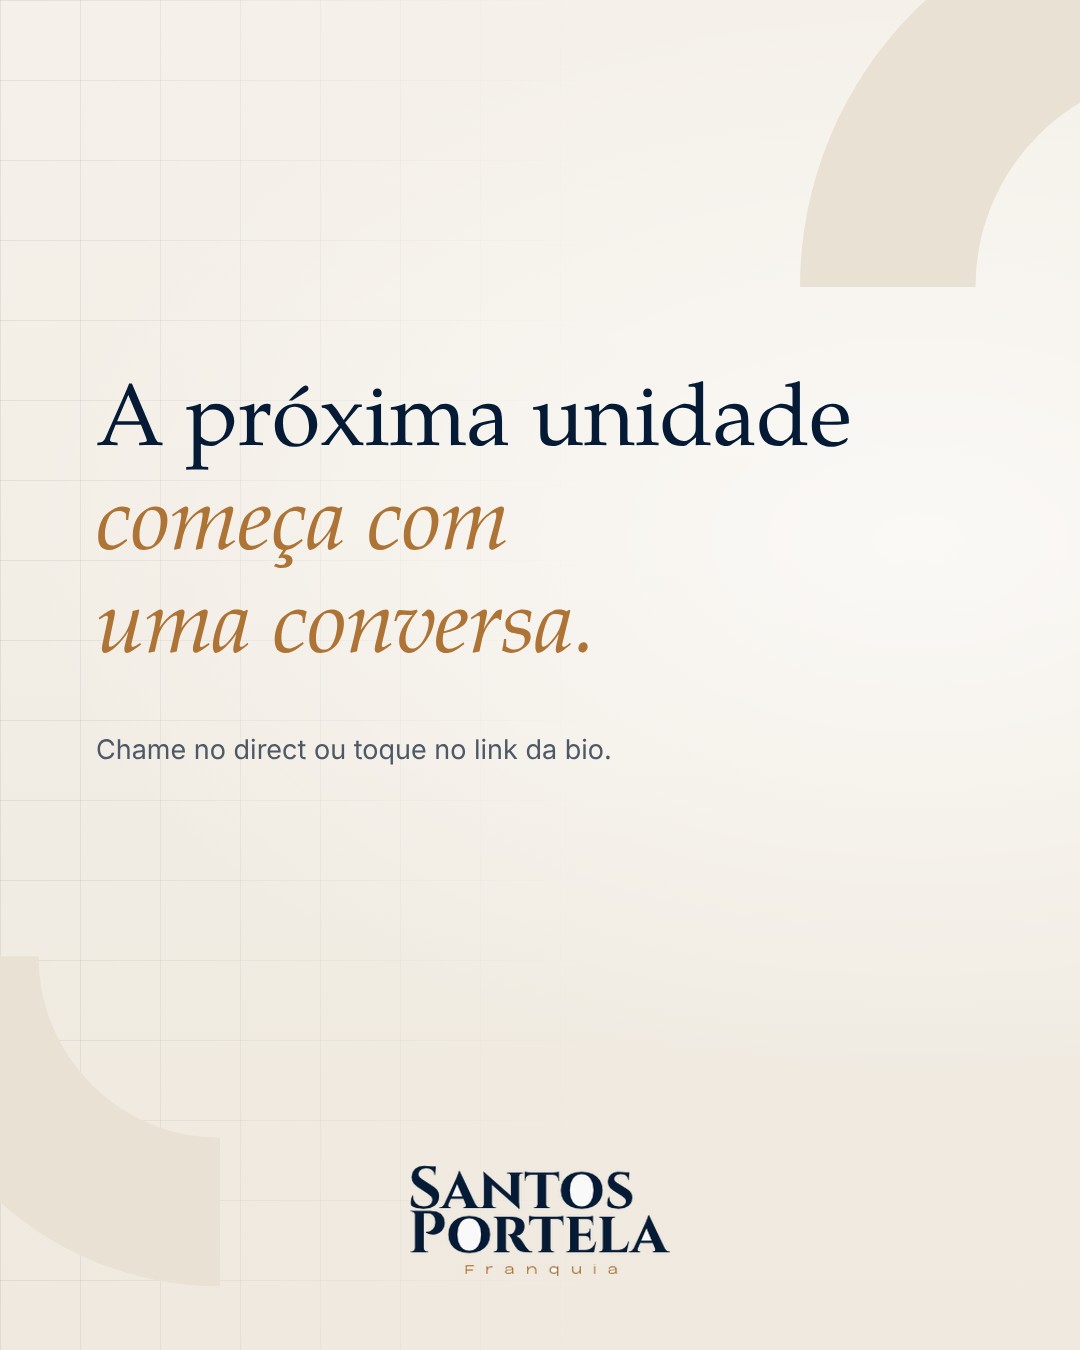 A próxima unidade
começa com
uma conversa.
Chame no direct ou toque no link da bio.
SANTOS
PORTELA
Franquia